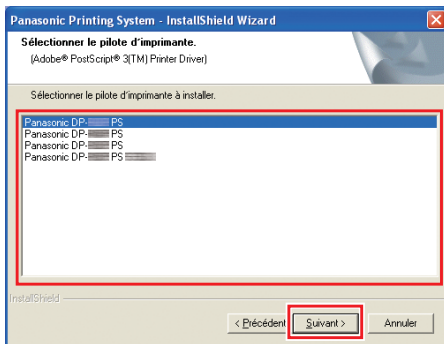 Panasonic Printing System - InstallShield Wizard
Sélectionner le pilote d'imprimante.
(Adobe® PostScript® 3(TM) Printer Driver)
Sélectionner le pilote d'imprimante à installer.
Panasonic DP- PS
Panasonic DP- PS
Panasonic DP- PS
Panasonic DP- PS
InstallShield
< Précédent
Suivant >
Annuler